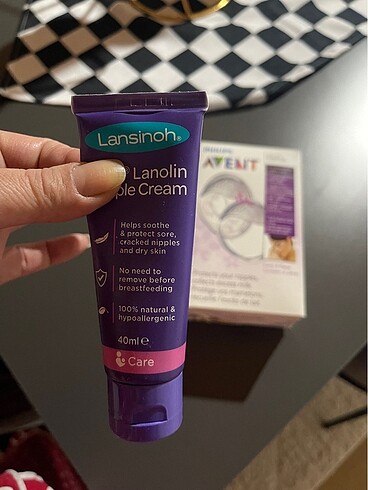 Lansinoh®
Lanolin
ple Cream
Helps soothe
& protect sore,
cracked nipples
and dry skin
No need to
remove before
breastfeeding
100% natural &
hypoallergenic
40ml ℮
Care
PHILIPS
AVENT